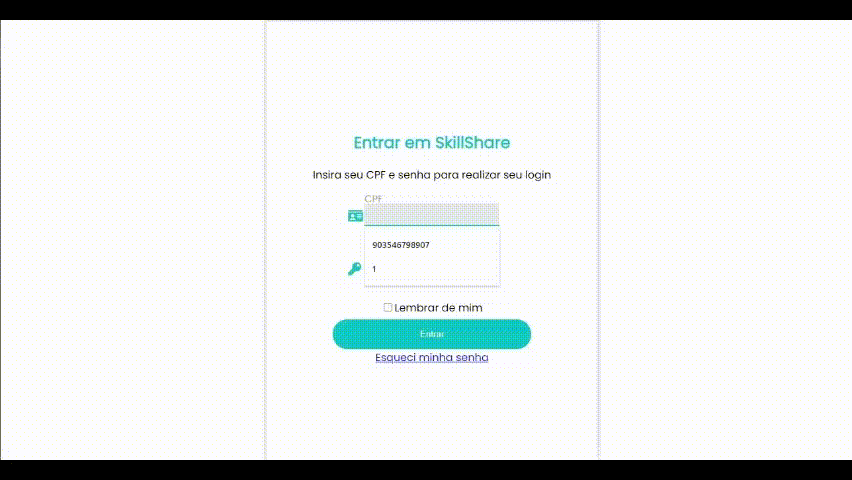 Entrar em SkillShare
Insira seu CPF e senha para realizar seu login
CPF
903546798907
1
Lembrar de mim
Entrar
Esqueci minha senha